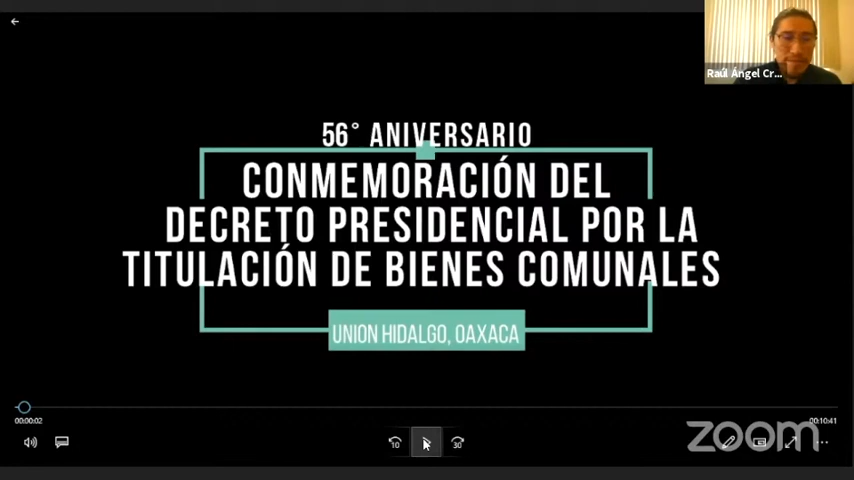 Raúl Ángel Cr...
56° ANIVERSARIO
CONMEMORACIÓN DEL
DECRETO PRESIDENCIAL POR LA
TITULACIÓN DE BIENES COMUNALES
UNION HIDALGO, OAXACA
00:00:02
00:10:41
10
30
zoom